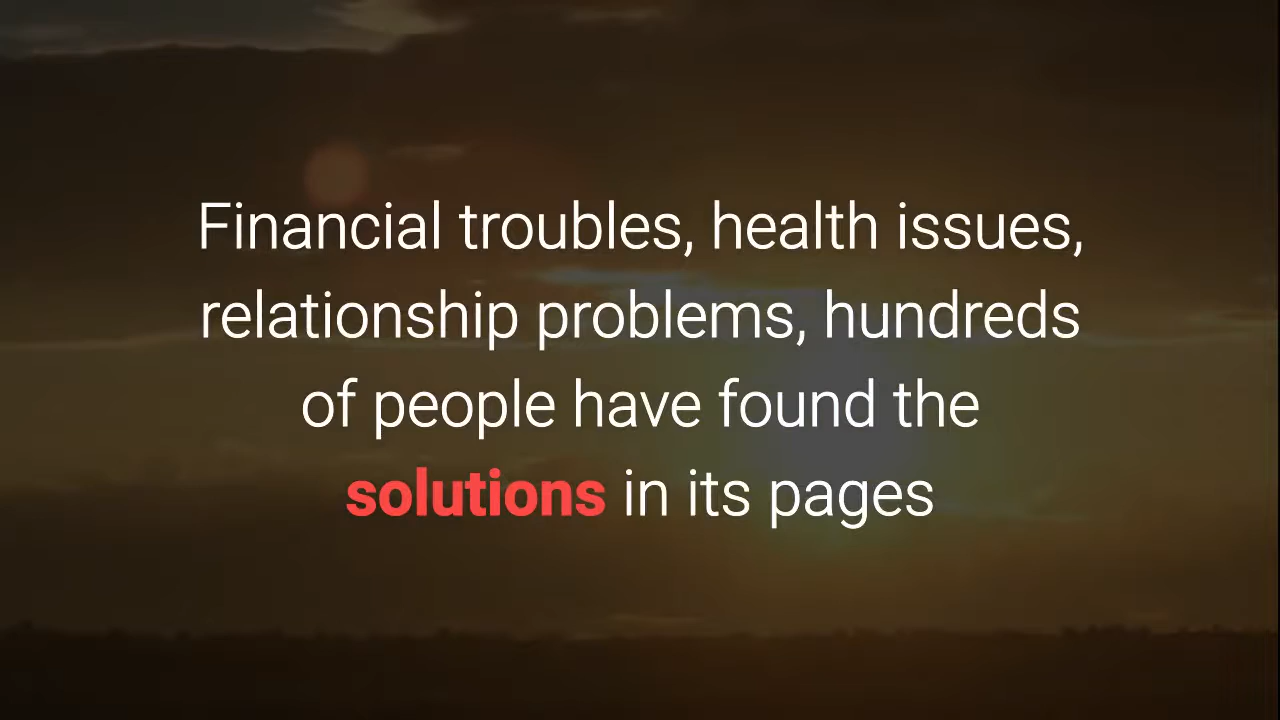 Financial troubles, health issues,
relationship problems, hundreds
of people have found the
solutions in its pages